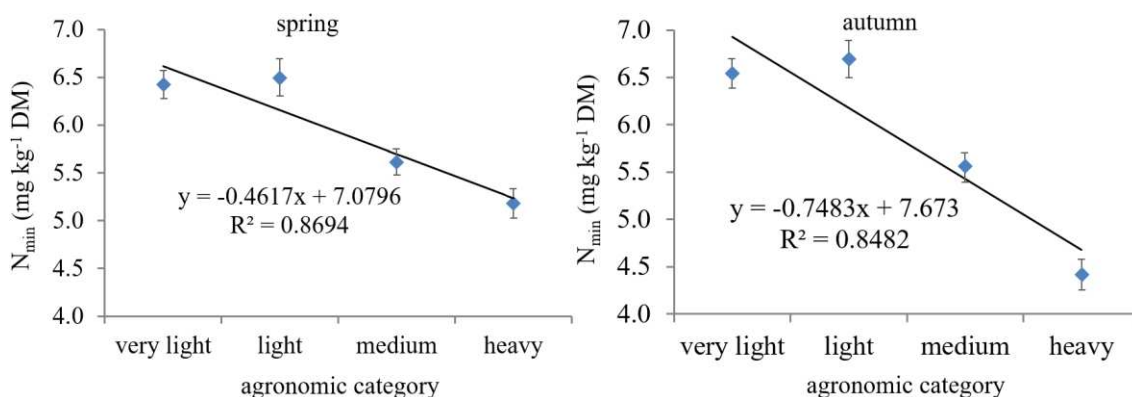 spring
N_min (mg kg⁻¹ DM)
7.0
6.5
6.0
5.5
5.0
4.5
4.0
y = -0.4617x + 7.0796
R² = 0.8694
very light light medium heavy
agronomic category
autumn
N_min (mg kg⁻¹ DM)
7.0
6.5
6.0
5.5
5.0
4.5
4.0
y = -0.7483x + 7.673
R² = 0.8482
very light light medium heavy
agronomic category